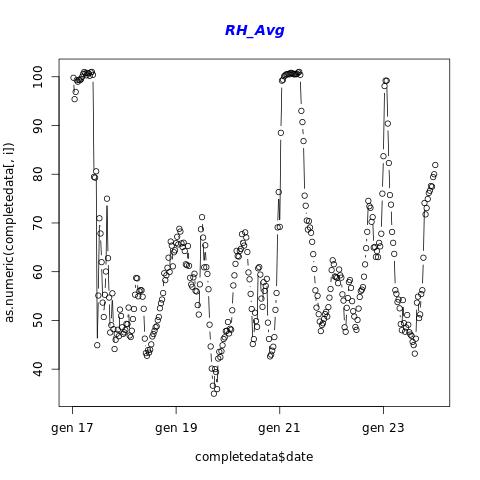 RH_Avg
as.numeric(completedata[, i])
100
90
80
70
60
50
40
gen 17
gen 19
gen 21
gen 23
completedata$date